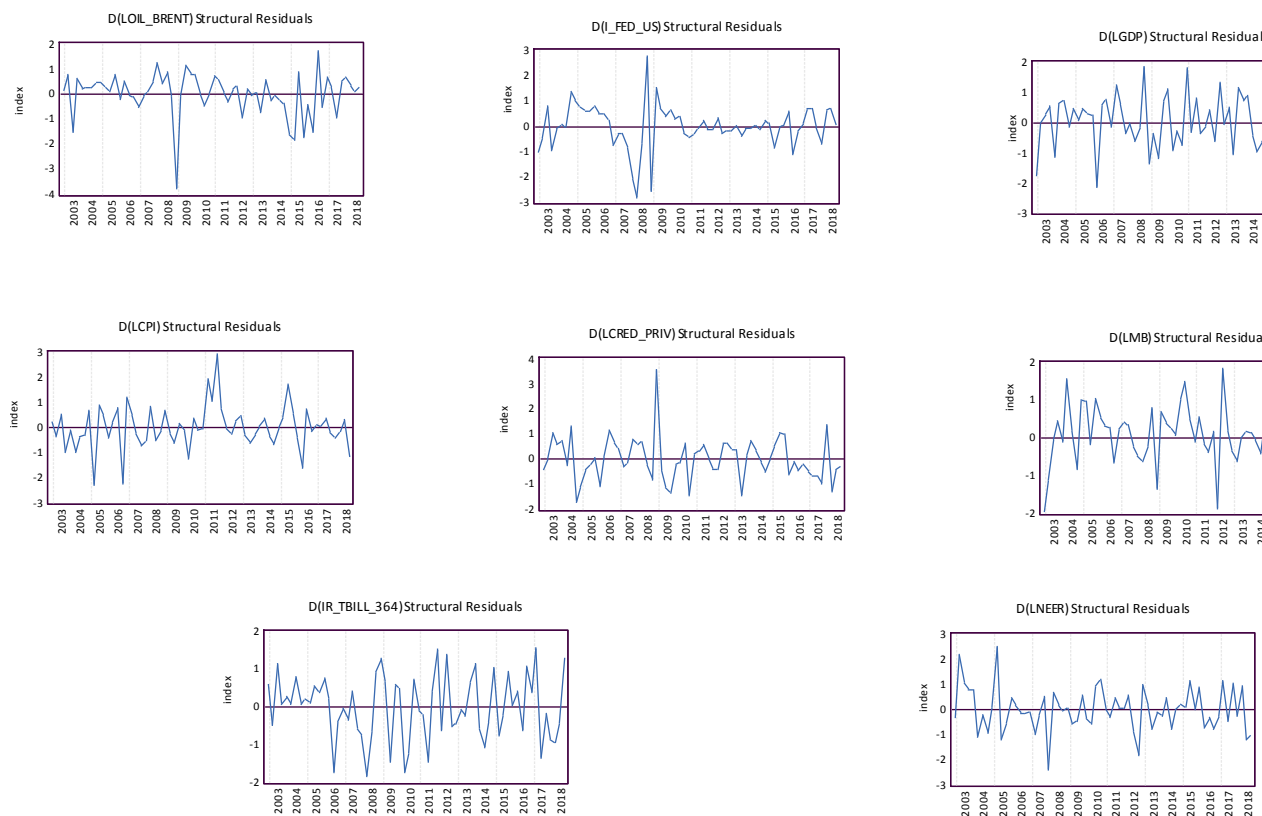 D(LOIL_BRENT) Structural Residuals
index
2
1
0
-1
-2
-3
-4
2003 2004 2005 2006 2007 2008 2009 2010 2011 2012 2013 2014 2015 2016 2017 2018
D(I_FED_US) Structural Residuals
index
3
2
1
0
-1
-2
-3
2003 2004 2005 2006 2007 2008 2009 2010 2011 2012 2013 2014 2015 2016 2017 2018
D(LGDP) Structural Residual
index
2
1
0
-1
-2
-3
2003 2004 2005 2006 2007 2008 2009 2010 2011 2012 2013 2014
D(LCPI) Structural Residuals
index
3
2
1
0
-1
-2
-3
2003 2004 2005 2006 2007 2008 2009 2010 2011 2012 2013 2014 2015 2016 2017 2018
D(LCRED_PRIV) Structural Residuals
index
4
3
2
1
0
-1
-2
2003 2004 2005 2006 2007 2008 2009 2010 2011 2012 2013 2014 2015 2016 2017 2018
D(LMB) Structural Residua
index
2
1
0
-1
-2
2003 2004 2005 2006 2007 2008 2009 2010 2011 2012 2013 2014
D(IR_TBILL_364) Structural Residuals
index
2
1
0
-1
-2
2003 2004 2005 2006 2007 2008 2009 2010 2011 2012 2013 2014 2015 2016 2017 2018
D(LNEER) Structural Residuals
index
3
2
1
0
-1
-2
-3
2003 2004 2005 2006 2007 2008 2009 2010 2011 2012 2013 2014 2015 2016 2017 2018